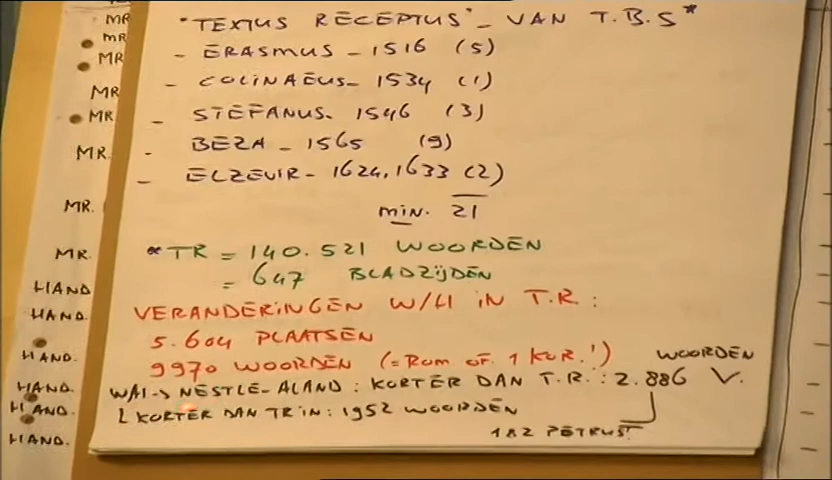 "TEXTUS RECEPTUS" - VAN T.B.S*
- ERASMUS - 1516 (5)
- COLINAEUS - 1534 (1)
- STEFANUS - 1546 (3)
- BEZA - 1565 (9)
- ELZEVIR - 1624, 1633 (2)
min. 21
*TR = 140.521 WOORDEN
= 647 BLADZIJDEN
VERANDERINGEN W/H IN T.R. :
5.604 PLAATSEN
9970 WOORDEN (= ROM. OF. 1 KOR.!)
WOORDEN
NESTLE-ALAND : KORTER DAN T.R. : 2.886 V.
KORTER DAN TR IN : 1952 WOORDEN
1&2 PETRUS
MR
MR
MR
MR.
MR.
MR.
MR.
MR.
HAND.
HAND.
HAND.
HAND.
HAND.
HAND.